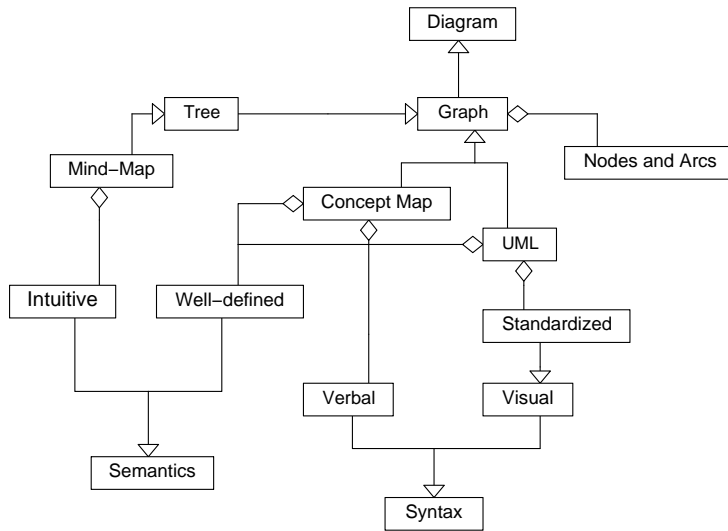 Diagram
Tree
Graph
Mind–Map
Nodes and Arcs
Concept Map
UML
Intuitive
Well–defined
Standardized
Verbal
Visual
Semantics
Syntax